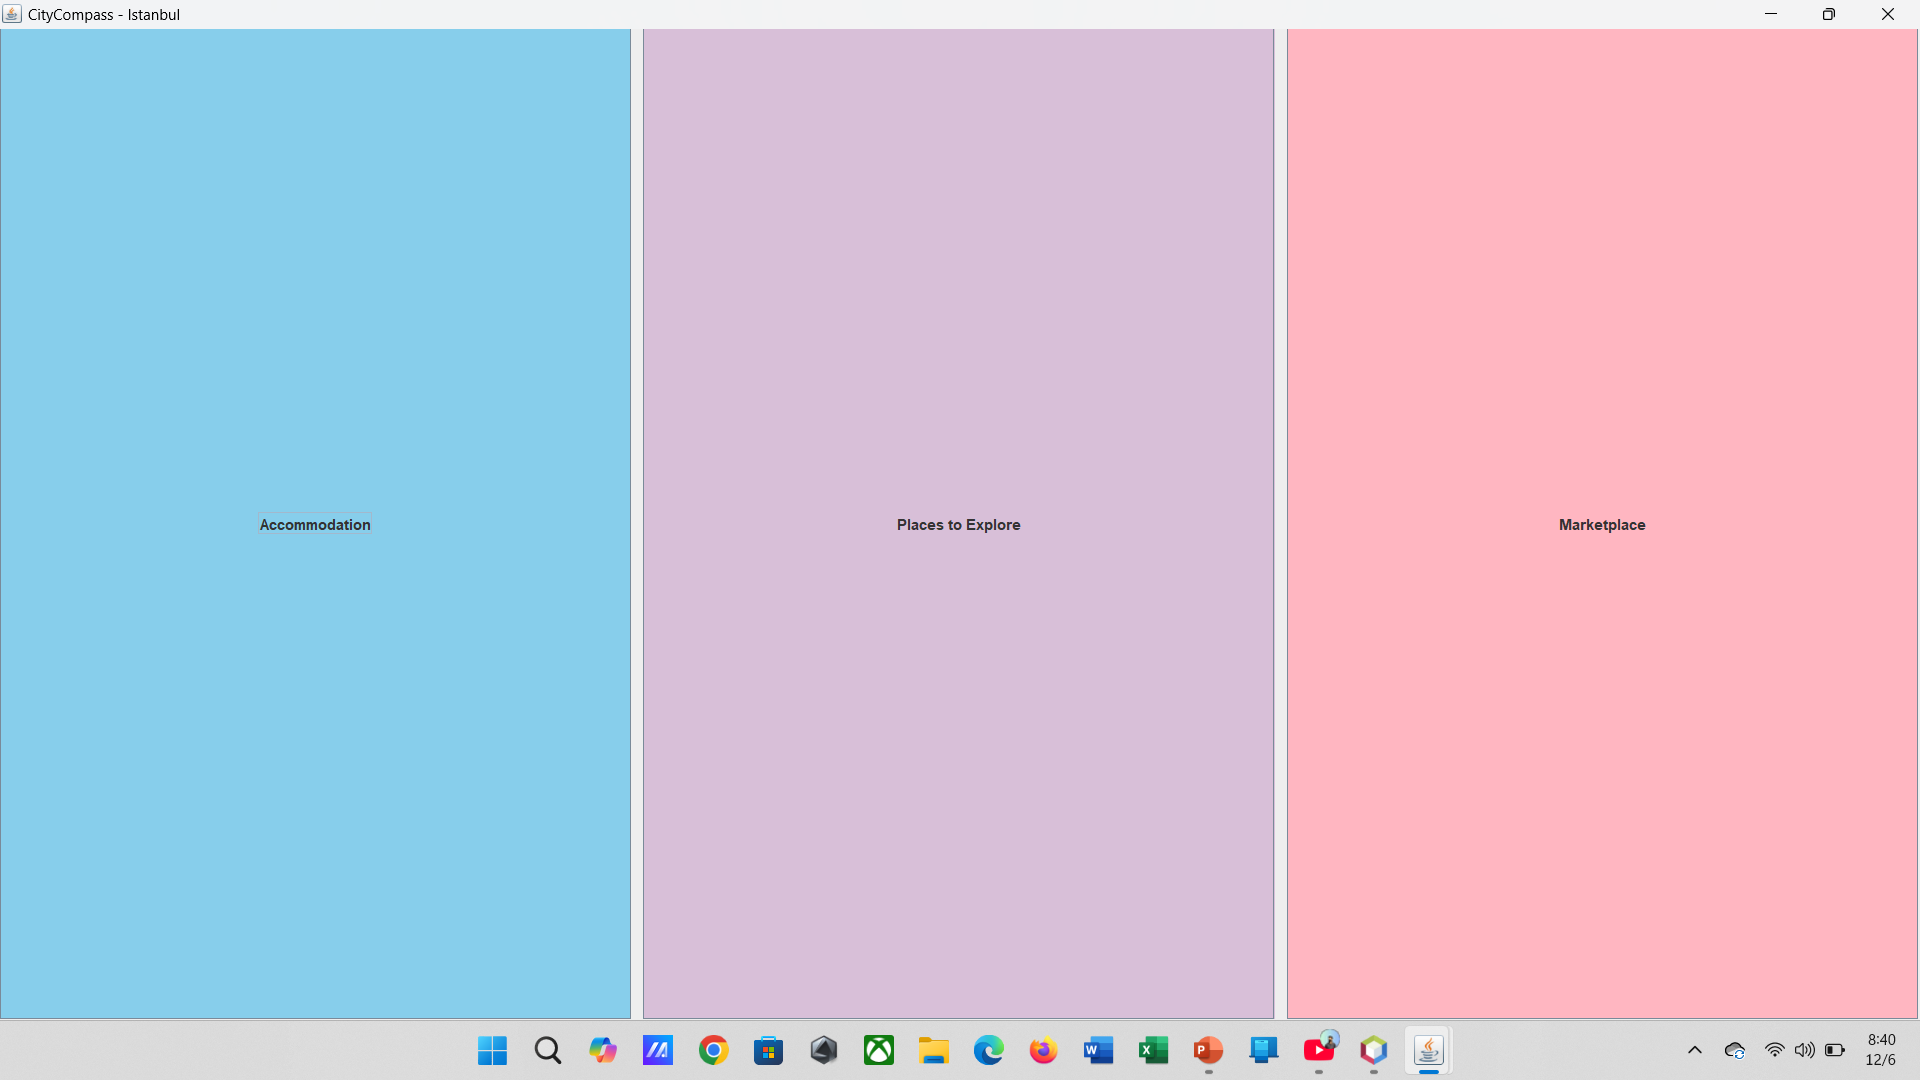 CityCompass - Istanbul
Accommodation
Places to Explore
Marketplace
8:40
12/6